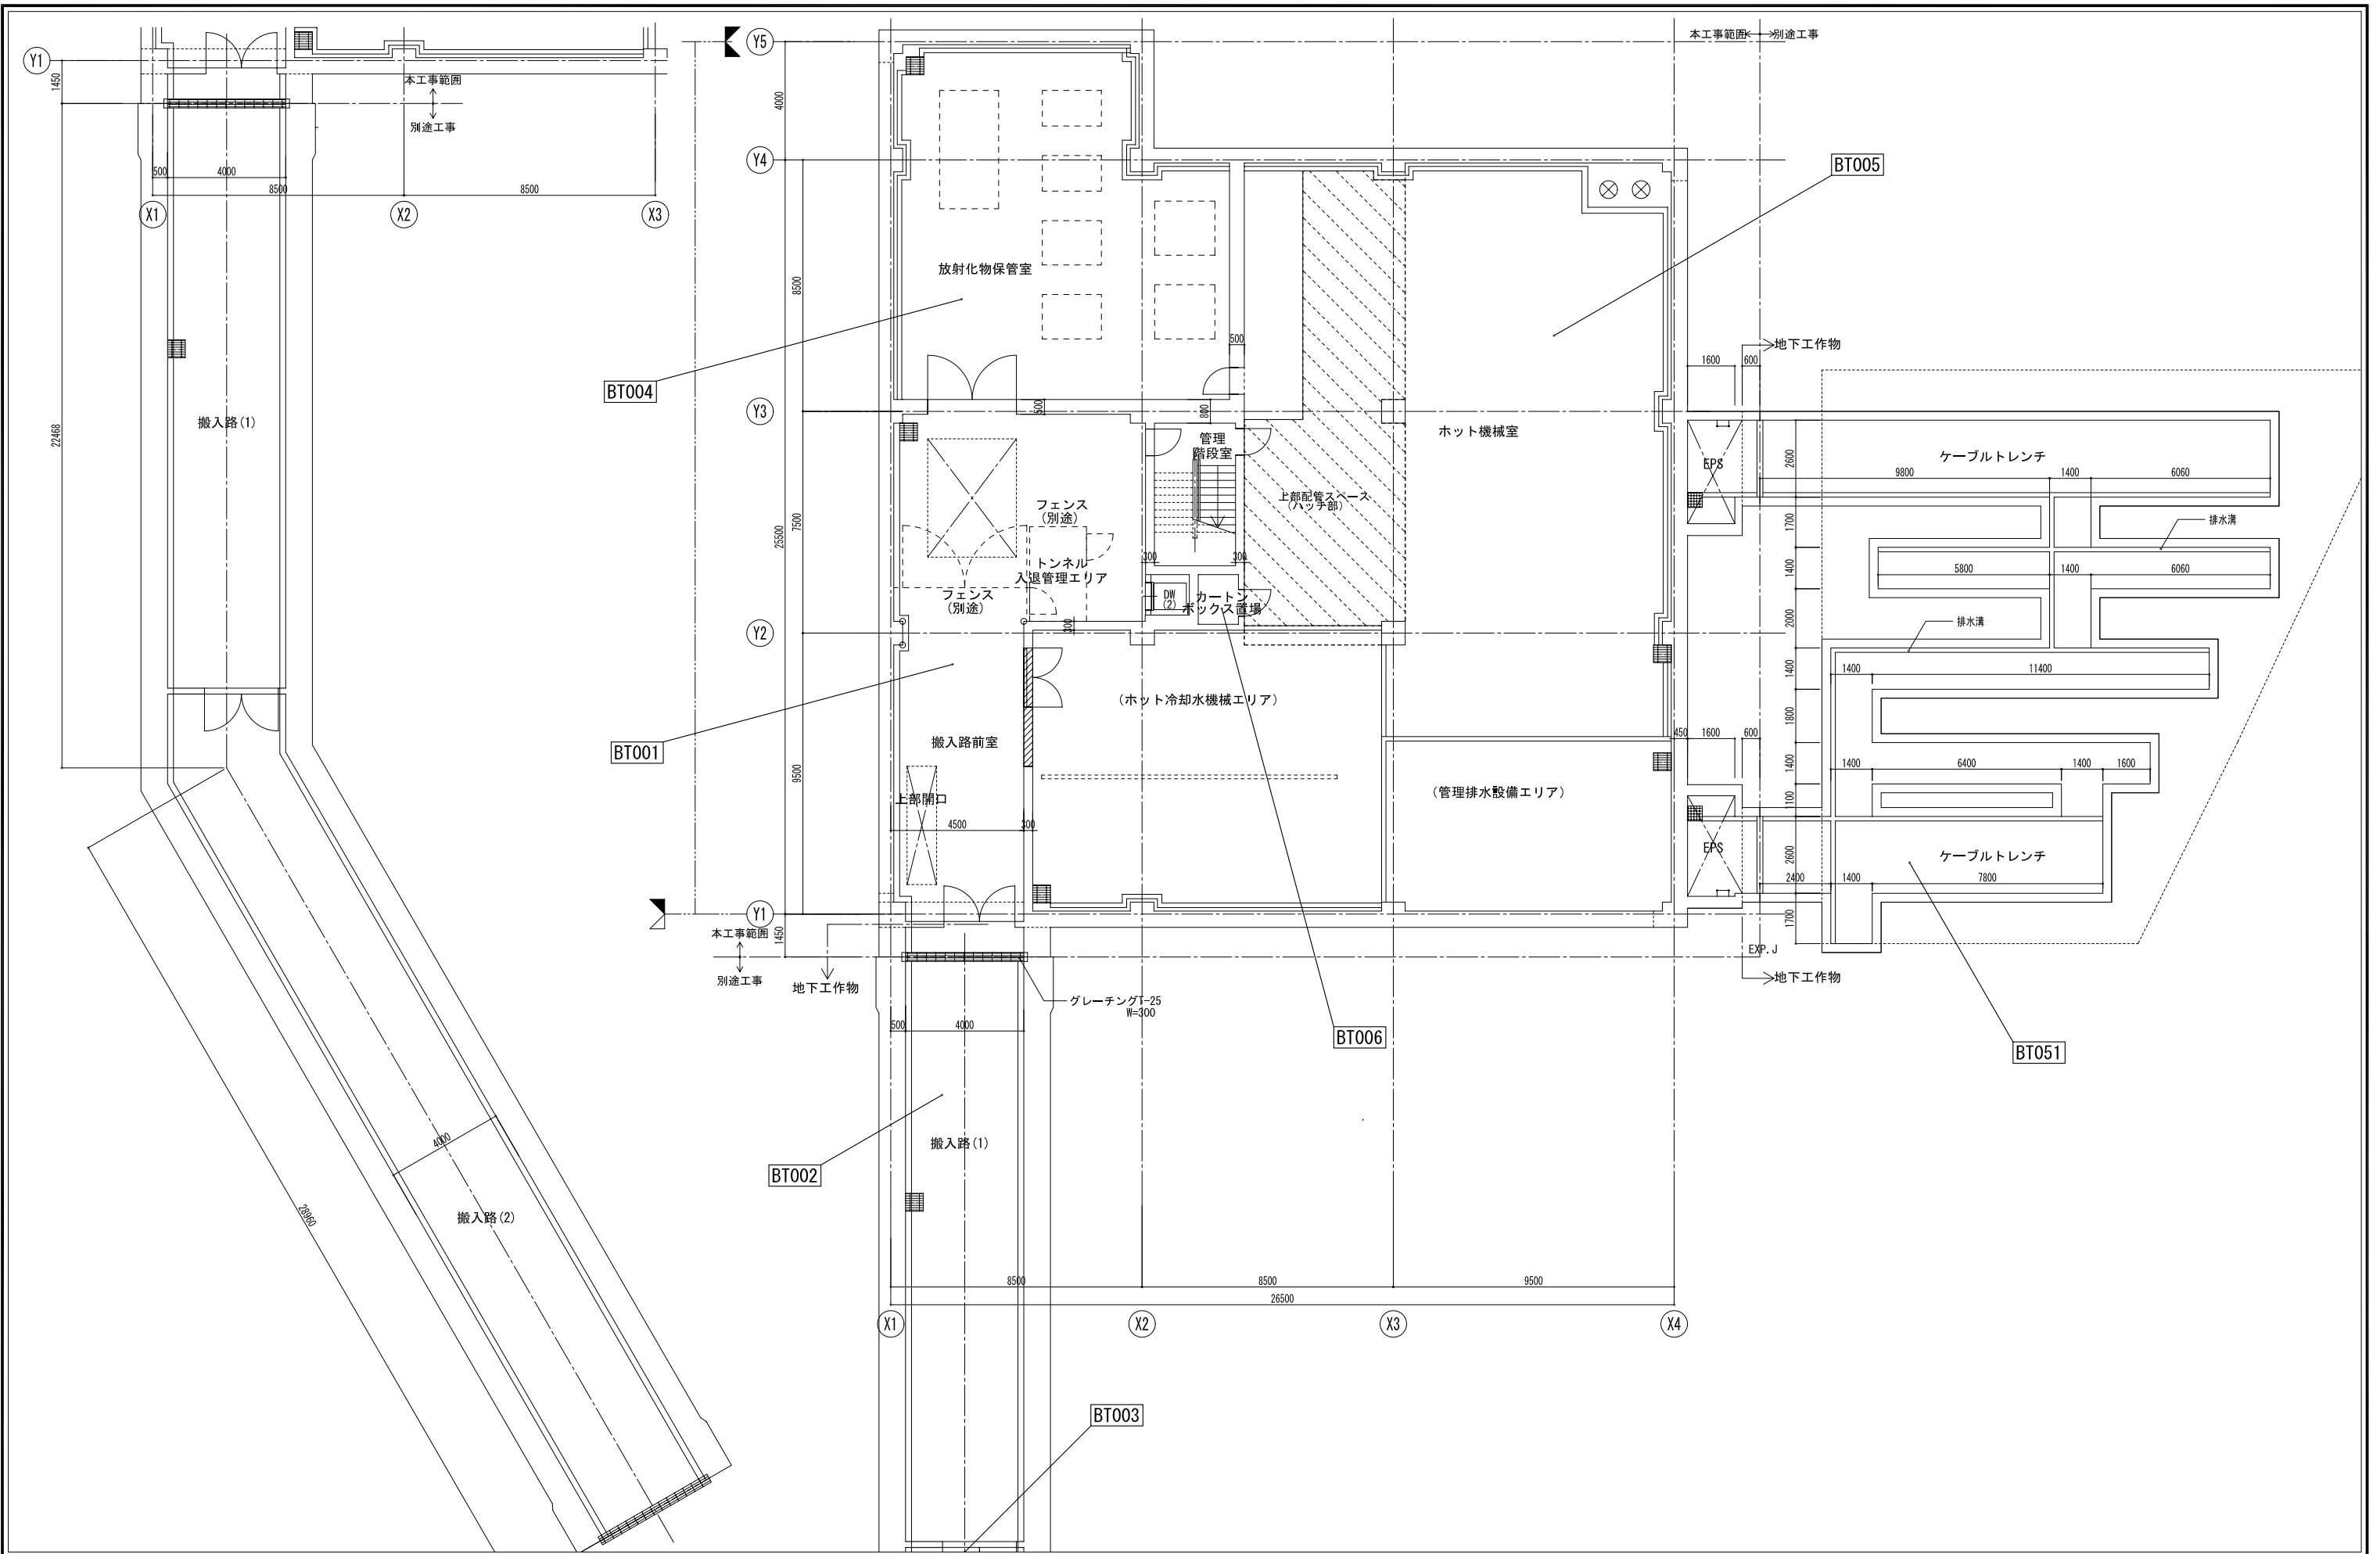 Y1
1450
22468
本工事範囲
別途工事
500
4000
8500
8500
X1
X2
X3
搬入路(1)
4000
28960
搬入路(2)
Y5
Y4
Y3
Y2
Y1
4000
8500
7500
9500
25500
1450
本工事範囲
別途工事
BT004
BT001
BT002
BT003
BT005
BT006
BT051
放射化物保管室
500
500
800
管理
階段室
ホット機械室
上部配管スペース
(ハッチ部)
フェンス
(別途)
トンネル
入退管理エリア
フェンス
(別途)
300
300
300
DW
(2)
カートン
ボックス置場
(ホット冷却水機械エリア)
搬入路前室
上部開口
4500
300
(管理排水設備エリア)
本工事範囲
別途工事
地下工作物
グレーチングT-25
W=300
500
4000
搬入路(1)
8500
8500
9500
26500
X1
X2
X3
X4
地下工作物
1600
600
EPS
2600
ケーブルトレンチ
9800
1400
6060
1700
排水溝
1400
5800
1400
6060
2000
排水溝
1400
1400
11400
1800
450
1600
600
1400
1400
6400
1400
1600
1100
EPS
2600
ケーブルトレンチ
2400
1400
7800
1700
EXP.J
地下工作物